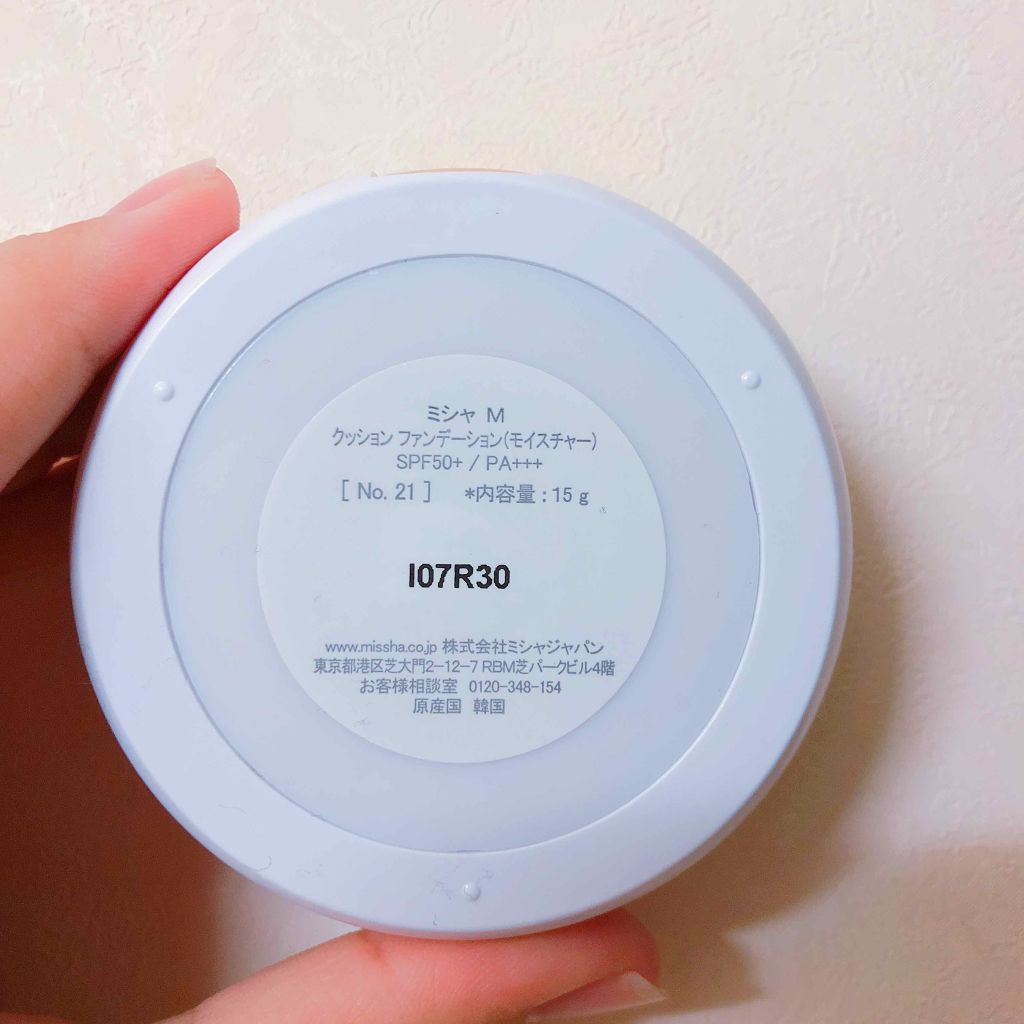 ミシャ M
クッション ファンデーション(モイスチャー)
SPF50+ / PA+++
[ No. 21 ] *内容量 : 15 g
I07R30
www.missha.co.jp 株式会社ミシャジャパン
東京都港区芝大門2-12-7 RBM芝パークビル4階
お客様相談室 0120-348-154
原産国 韓国